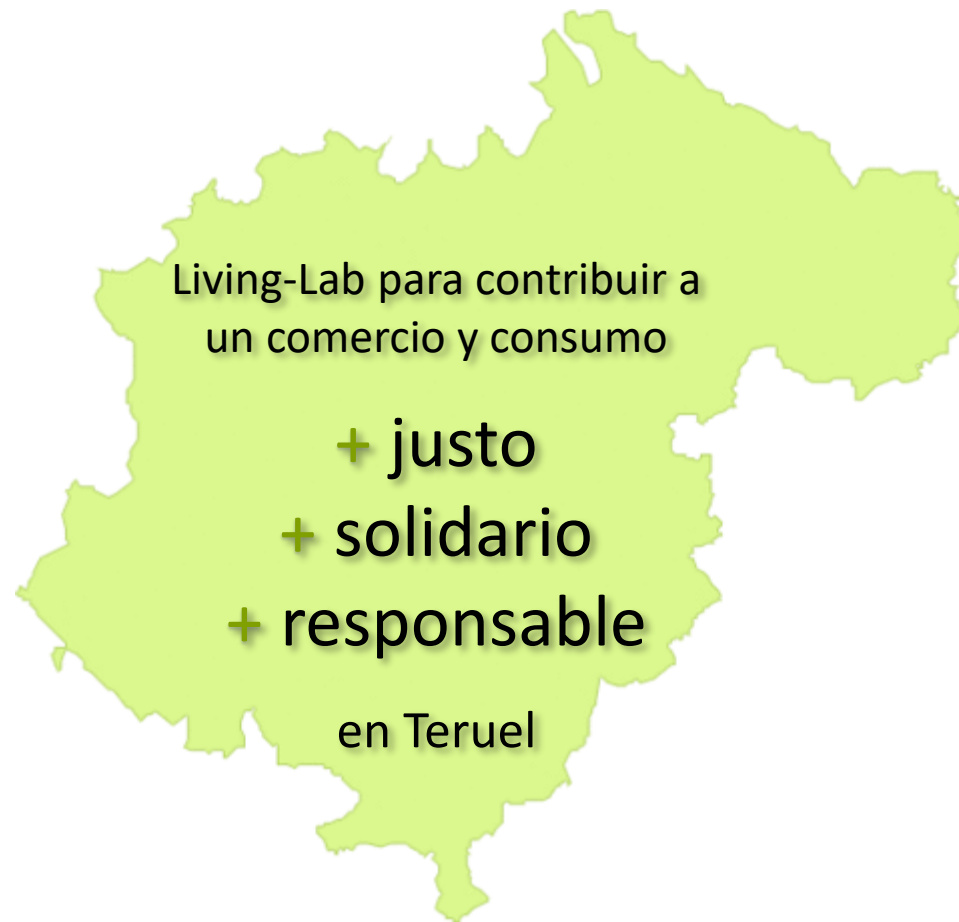 Living-Lab para contribuir a
un comercio y consumo
+ justo
+ solidario
+ responsable
en Teruel